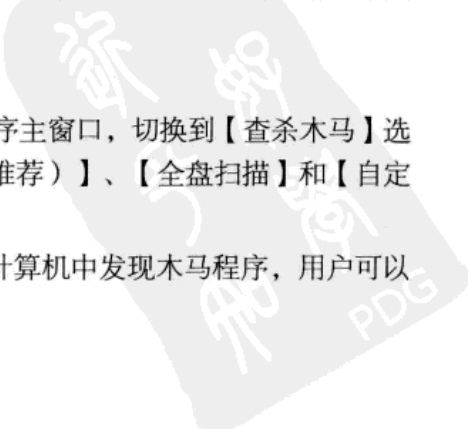 序主窗口，切换到【查杀木马】选
推荐）】、【全盘扫描】和【自定
计算机中发现木马程序，用户可以
PDG